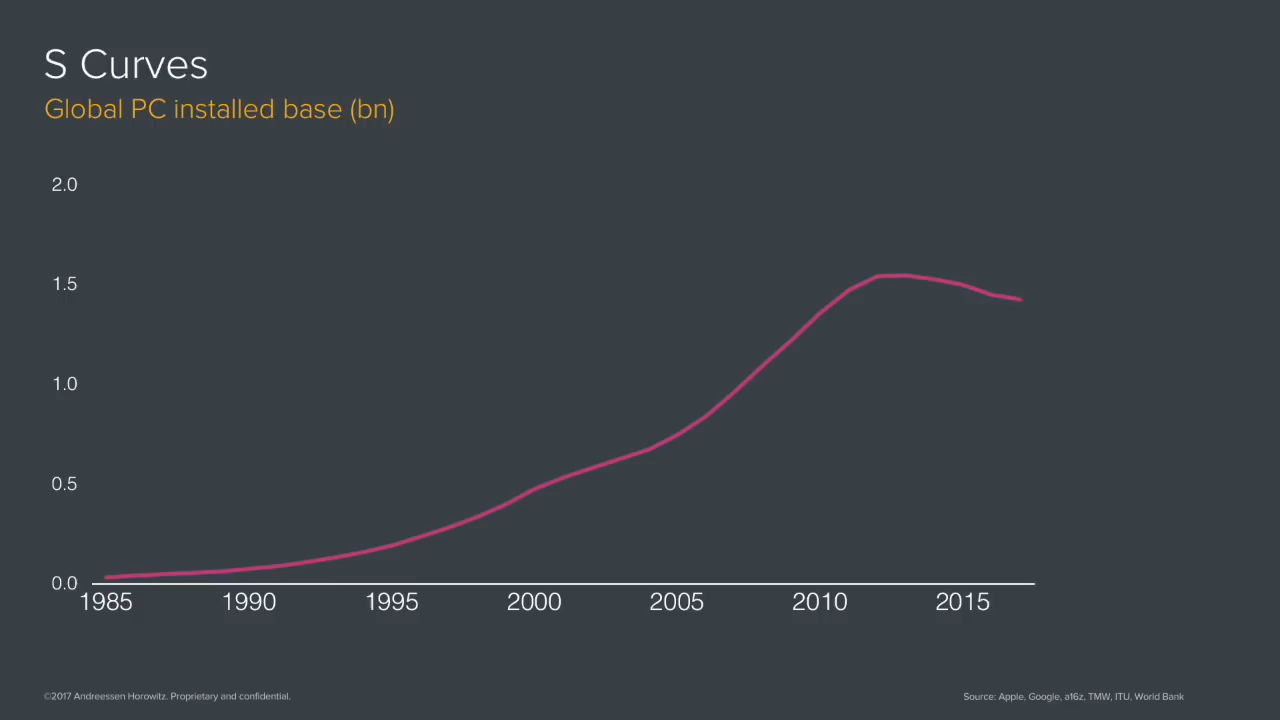 S Curves
Global PC installed base (bn)
2.0
1.5
1.0
0.5
0.0
1985 1990 1995 2000 2005 2010 2015
©2017 Andreessen Horowitz. Proprietary and confidential.
Source: Apple, Google, a16z, TMW, ITU, World Bank